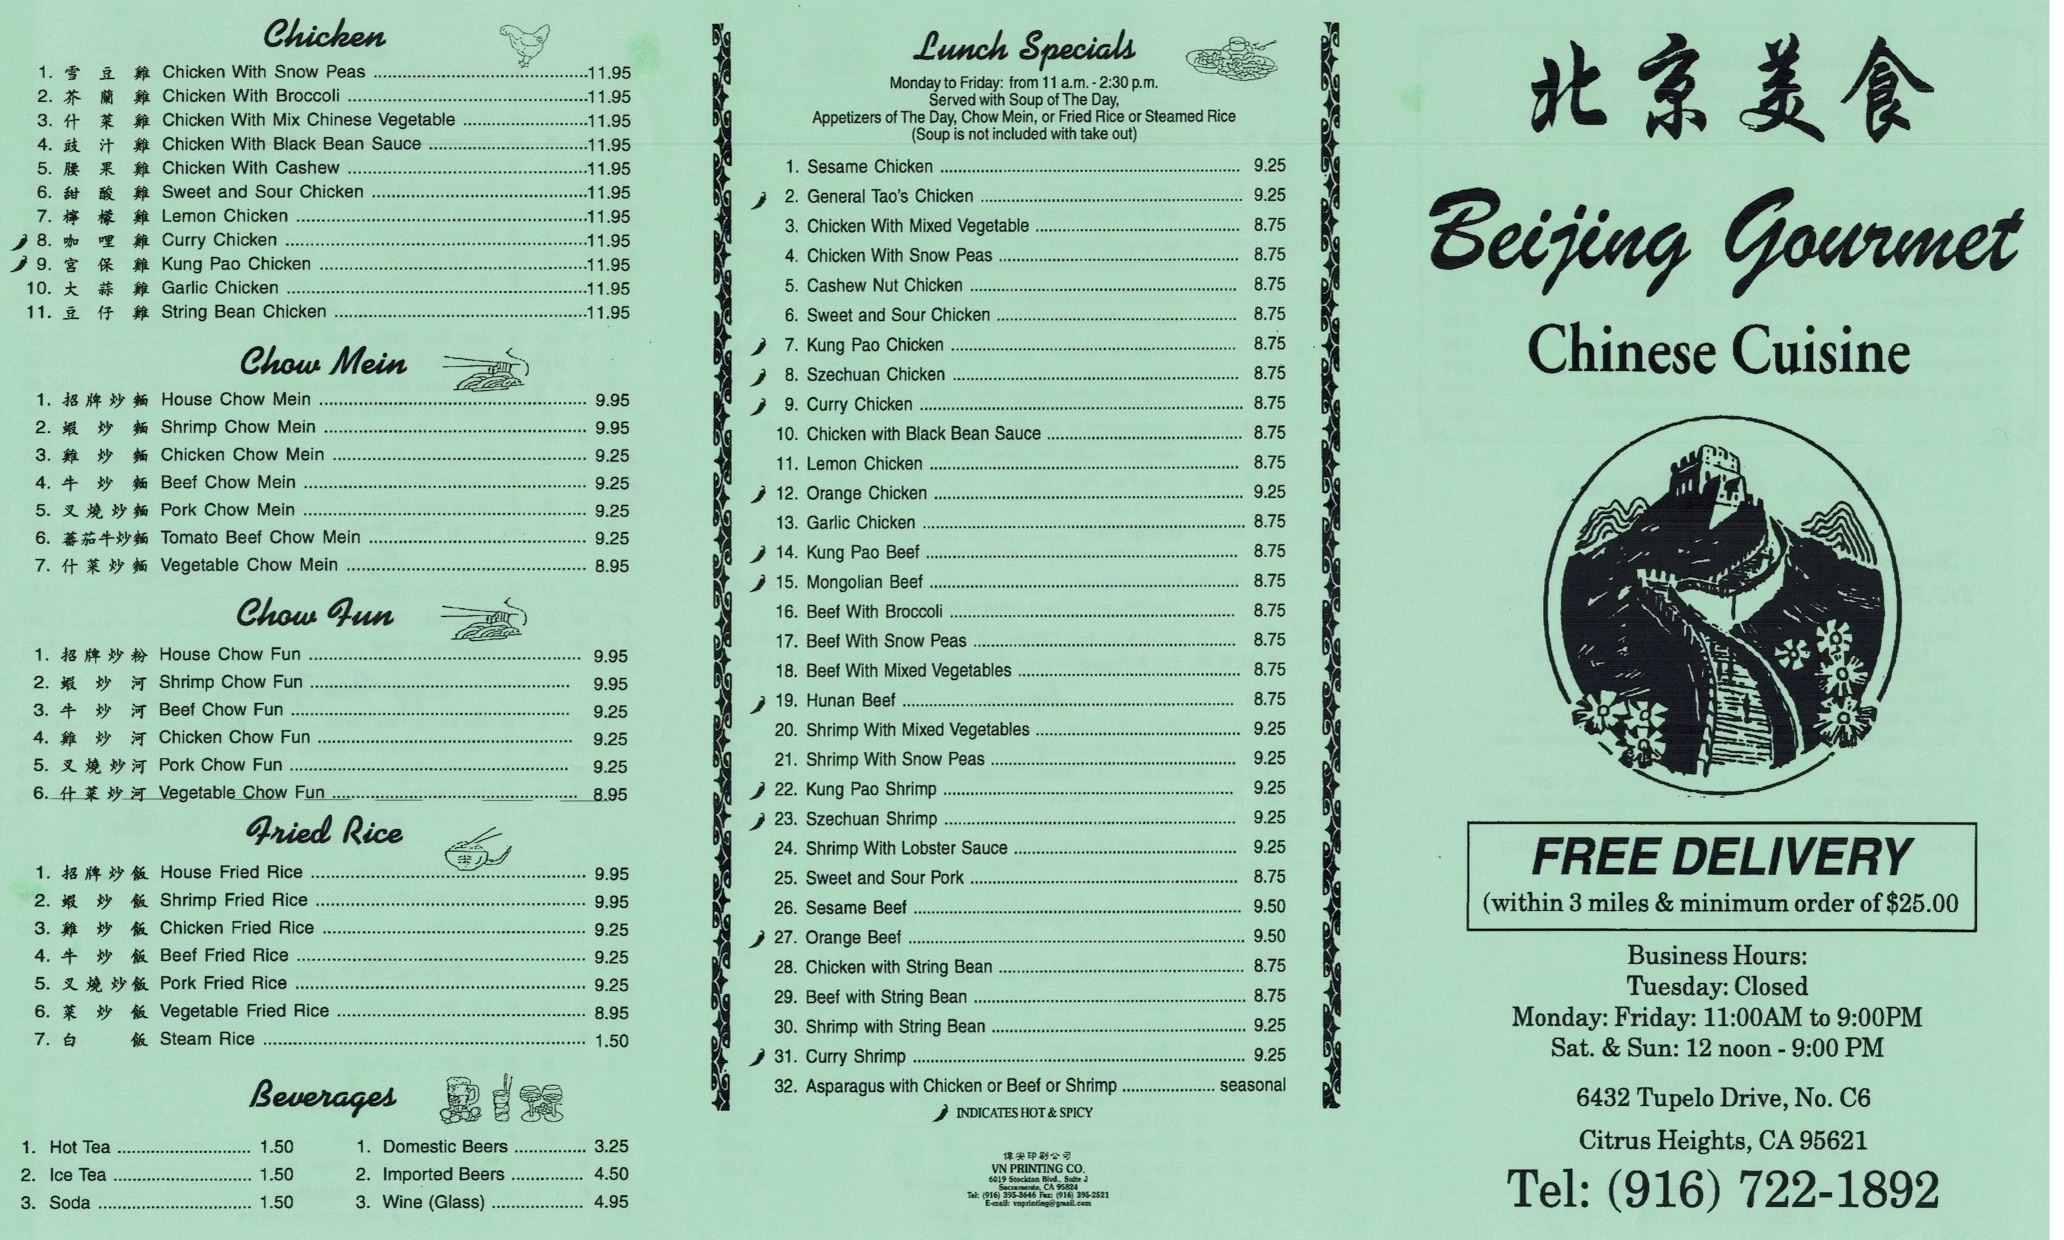 Chicken
1. 雪豆雞 Chicken With Snow Peas 11.95
2. 芥蘭雞 Chicken With Broccoli 11.95
3. 什菜雞 Chicken With Mix Chinese Vegetable 11.95
4. 豉汁雞 Chicken With Black Bean Sauce 11.95
5. 腰果雞 Chicken With Cashew 11.95
6. 甜酸雞 Sweet and Sour Chicken 11.95
7. 檸檬雞 Lemon Chicken 11.95
8. 咖哩雞 Curry Chicken 11.95
9. 宮保雞 Kung Pao Chicken 11.95
10. 大蒜雞 Garlic Chicken 11.95
11. 豆仔雞 String Bean Chicken 11.95
Chow Mein
1. 招牌炒麵 House Chow Mein 9.95
2. 蝦炒麵 Shrimp Chow Mein 9.95
3. 雞炒麵 Chicken Chow Mein 9.25
4. 牛炒麵 Beef Chow Mein 9.25
5. 叉燒炒麵 Pork Chow Mein 9.25
6. 蕃茄牛炒麵 Tomato Beef Chow Mein 9.25
7. 什菜炒麵 Vegetable Chow Mein 8.95
Chow Fun
1. 招牌炒粉 House Chow Fun 9.95
2. 蝦炒河 Shrimp Chow Fun 9.95
3. 牛炒河 Beef Chow Fun 9.25
4. 雞炒河 Chicken Chow Fun 9.25
5. 叉燒炒河 Pork Chow Fun 9.25
6. 什菜炒河 Vegetable Chow Fun 8.95
Fried Rice
1. 招牌炒飯 House Fried Rice 9.95
2. 蝦炒飯 Shrimp Fried Rice 9.95
3. 雞炒飯 Chicken Fried Rice 9.25
4. 牛炒飯 Beef Fried Rice 9.25
5. 叉燒炒飯 Pork Fried Rice 9.25
6. 菜炒飯 Vegetable Fried Rice 8.95
7. 白飯 Steam Rice 1.50
Beverages
1. Hot Tea 1.50
2. Ice Tea 1.50
3. Soda 1.50
1. Domestic Beers 3.25
2. Imported Beers 4.50
3. Wine (Glass) 4.95
Lunch Specials
Monday to Friday: from 11 a.m. - 2:30 p.m.
Served with Soup of The Day,
Appetizers of The Day, Chow Mein, or Fried Rice or Steamed Rice
(Soup is not included with take out)
1. Sesame Chicken 9.25
2. General Tao's Chicken 9.25
3. Chicken With Mixed Vegetable 8.75
4. Chicken With Snow Peas 8.75
5. Cashew Nut Chicken 8.75
6. Sweet and Sour Chicken 8.75
7. Kung Pao Chicken 8.75
8. Szechuan Chicken 8.75
9. Curry Chicken 8.75
10. Chicken with Black Bean Sauce 8.75
11. Lemon Chicken 8.75
12. Orange Chicken 9.25
13. Garlic Chicken 8.75
14. Kung Pao Beef 8.75
15. Mongolian Beef 8.75
16. Beef With Broccoli 8.75
17. Beef With Snow Peas 8.75
18. Beef With Mixed Vegetables 8.75
19. Hunan Beef 8.75
20. Shrimp With Mixed Vegetables 9.25
21. Shrimp With Snow Peas 9.25
22. Kung Pao Shrimp 9.25
23. Szechuan Shrimp 9.25
24. Shrimp With Lobster Sauce 9.25
25. Sweet and Sour Pork 8.75
26. Sesame Beef 9.50
27. Orange Beef 9.50
28. Chicken with String Bean 8.75
29. Beef with String Bean 8.75
30. Shrimp with String Bean 9.25
31. Curry Shrimp 9.25
32. Asparagus with Chicken or Beef or Shrimp seasonal
INDICATES HOT & SPICY
偉安印刷公司
VN PRINTING CO.
6019 Stockton Blvd., Suite J
Sacramento, CA 95824
Tel: (916) 395-3646 Fax: (916) 395-2521
E-mail: vnprinting@gmail.com
北京美食
Beijing Gourmet
Chinese Cuisine
FREE DELIVERY
(within 3 miles & minimum order of $25.00
Business Hours:
Tuesday: Closed
Monday: Friday: 11:00AM to 9:00PM
Sat. & Sun: 12 noon - 9:00 PM
6432 Tupelo Drive, No. C6
Citrus Heights, CA 95621
Tel: (916) 722-1892